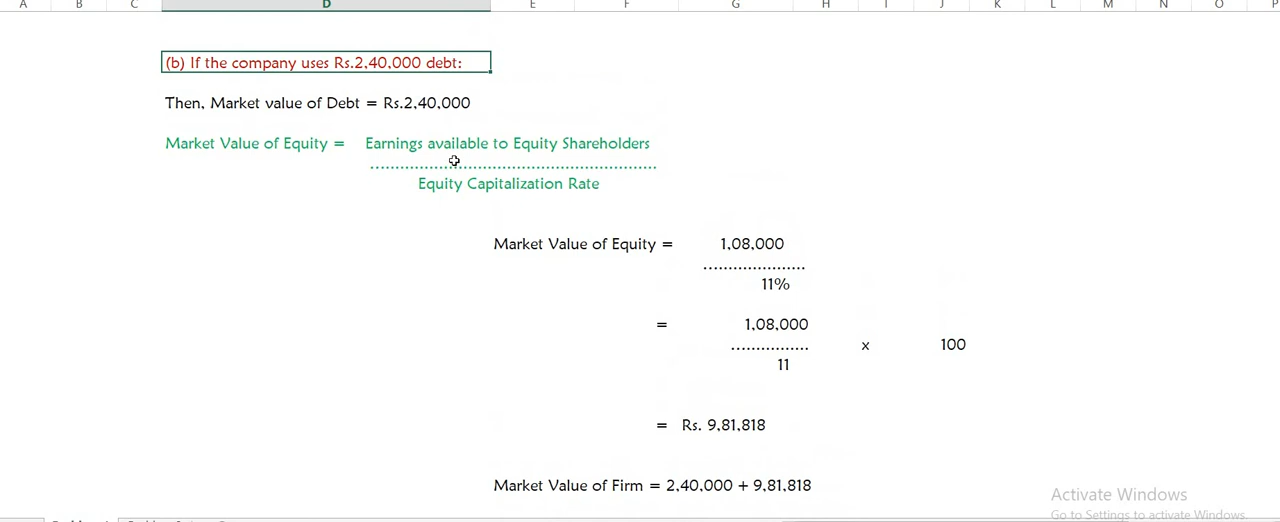 A B C D E F G H I J K L M N O P
(b) If the company uses Rs.2,40,000 debt:
Then, Market value of Debt = Rs.2,40,000
Market Value of Equity = Earnings available to Equity Shareholders
.........................................................
Equity Capitalization Rate
Market Value of Equity = 1,08,000
.....................
11%
= 1,08,000
................ x 100
11
= Rs. 9,81,818
Market Value of Firm = 2,40,000 + 9,81,818
Activate Windows
Go to Settings to activate Windows.